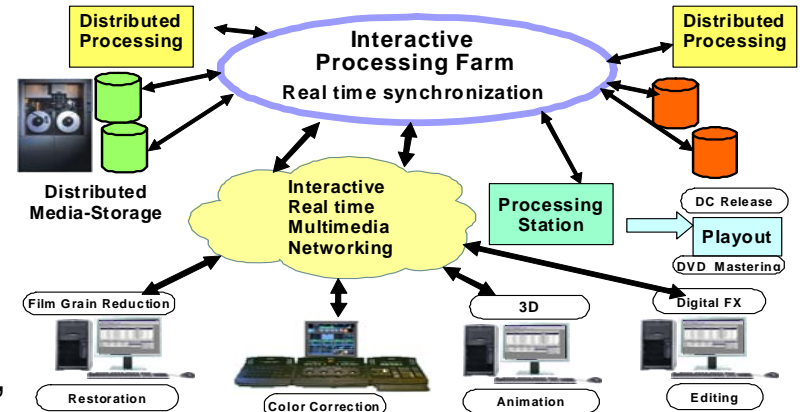 Distributed
Processing
Interactive
Processing Farm
Real time synchronization
Distributed
Processing
Distributed
Media-Storage
Interactive
Real time
Multimedia
Networking
Processing
Station
DC Release
Playout
DVD Mastering
Film Grain Reduction
3D
Digital FX
Restoration
Color Correction
Animation
Editing
,